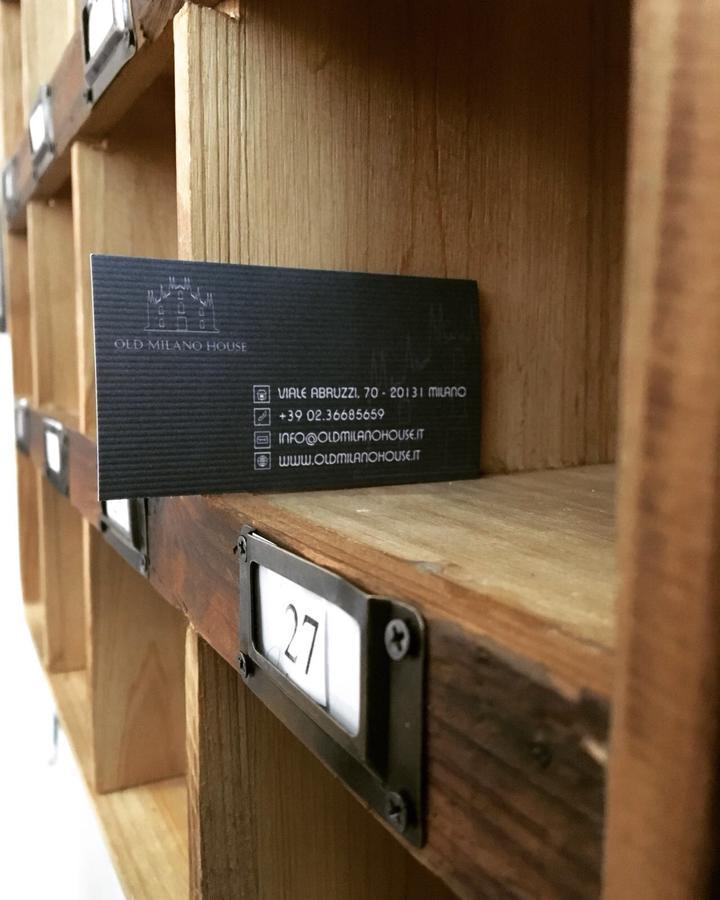 OLD MILANO HOUSE
VIALE ABRUZZI, 70 - 20131 MILANO
+39 02.36685659
INFO@OLDMILANOHOUSE.IT
WWW.OLDMILANOHOUSE.IT
27